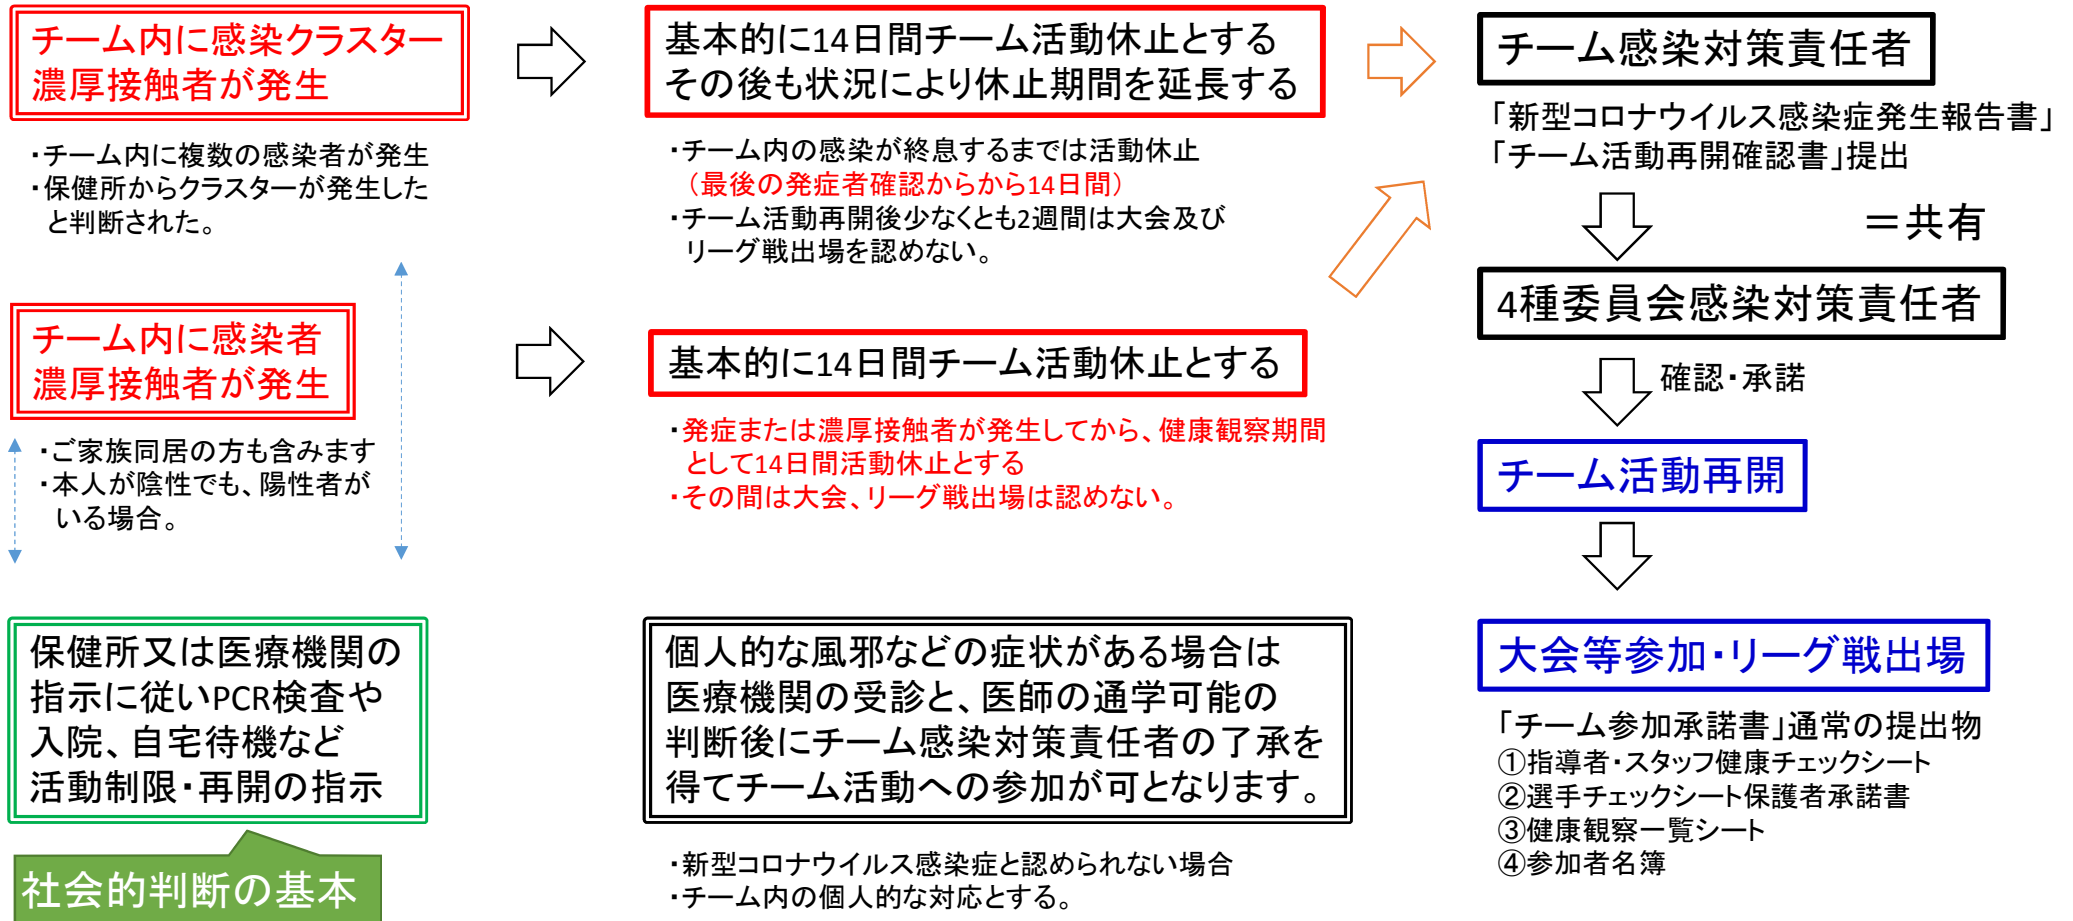 チーム内に感染クラスター
濃厚接触者が発生
・チーム内に複数の感染者が発生
・保健所からクラスターが発生した
と判断された。
チーム内に感染者
濃厚接触者が発生
・ご家族同居の方も含みます
・本人が陰性でも、陽性者が
いる場合。
保健所又は医療機関の
指示に従いPCR検査や
入院、自宅待機など
活動制限・再開の指示
社会的判断の基本
基本的に14日間チーム活動休止とする
その後も状況により休止期間を延長する
・チーム内の感染が終息するまでは活動休止
（最後の発症者確認からから14日間）
・チーム活動再開後少なくとも2週間は大会及び
リーグ戦出場を認めない。
基本的に14日間チーム活動休止とする
・発症または濃厚接触者が発生してから、健康観察期間
として14日間活動休止とする
・その間は大会、リーグ戦出場は認めない。
個人的な風邪などの症状がある場合は
医療機関の受診と、医師の通学可能の
判断後にチーム感染対策責任者の了承を
得てチーム活動への参加が可となります。
・新型コロナウイルス感染症と認められない場合
・チーム内の個人的な対応とする。
チーム感染対策責任者
「新型コロナウイルス感染症発生報告書」
「チーム活動再開確認書」提出
＝共有
4種委員会感染対策責任者
確認・承諾
チーム活動再開
大会等参加・リーグ戦出場
「チーム参加承諾書」通常の提出物
①指導者・スタッフ健康チェックシート
②選手チェックシート保護者承諾書
③健康観察一覧シート
④参加者名簿